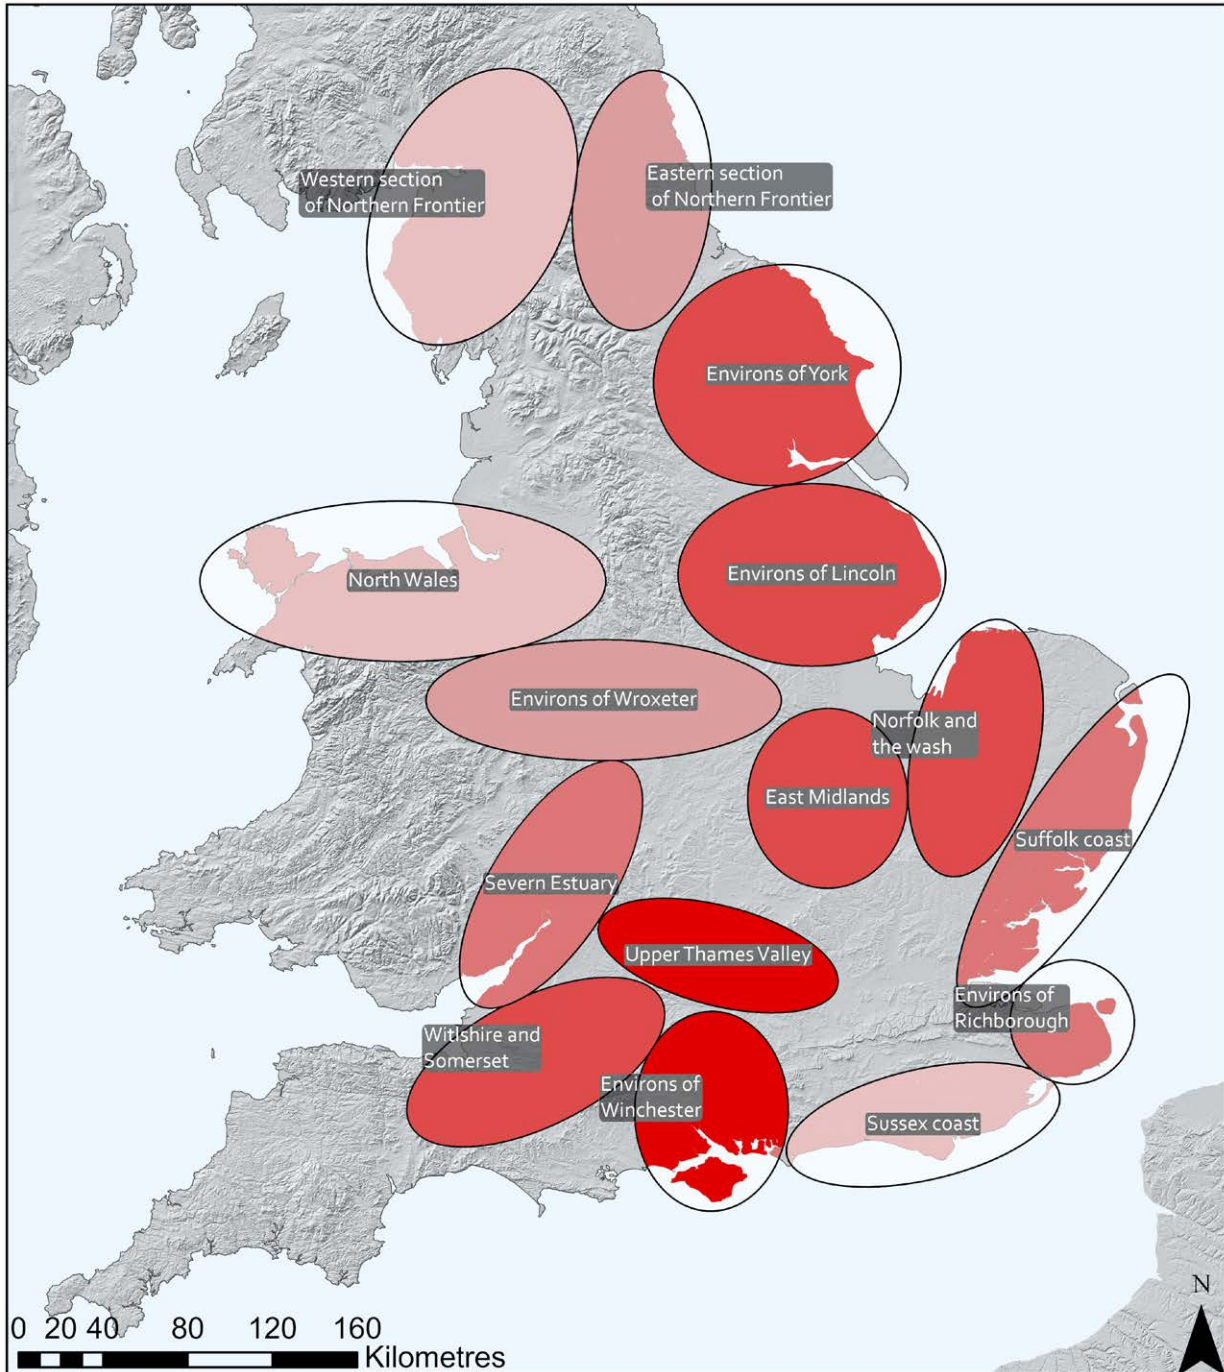 Western section
of Northern Frontier
Eastern section
of Northern Frontier
Environs of York
North Wales
Environs of Lincoln
Environs of Wroxeter
Norfolk and
the wash
East Midlands
Suffolk coast
Severn Estuary
Upper Thames Valley
Environs of
Richborough
Witlshire and
Somerset
Environs of
Winchester
Sussex coast
N
0 20 40 80 120 160
Kilometres